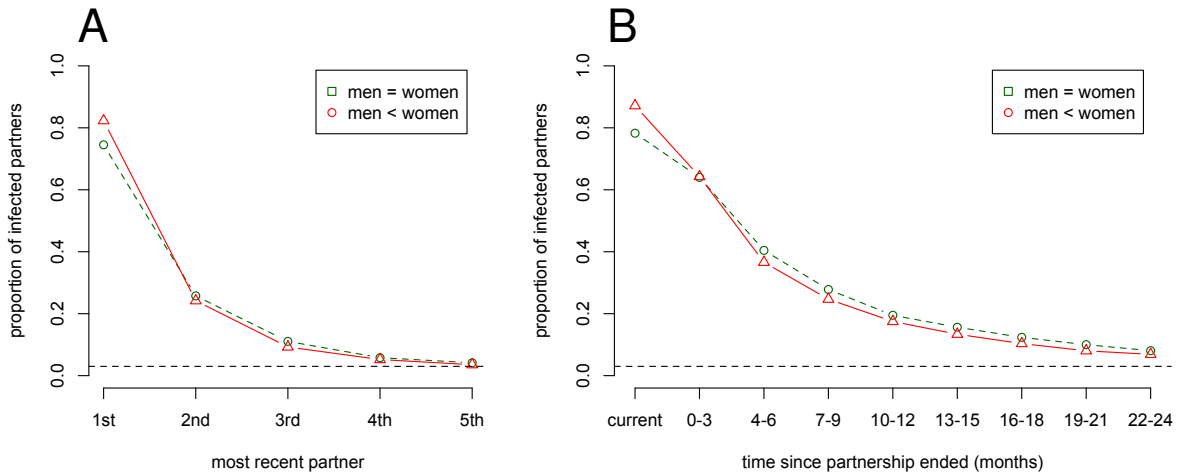 A
proportion of infected partners
1.0
0.8
0.6
0.4
0.2
0.0
men = women
men < women
1st 2nd 3rd 4th 5th
most recent partner
B
proportion of infected partners
1.0
0.8
0.6
0.4
0.2
0.0
men = women
men < women
current 0-3 4-6 7-9 10-12 13-15 16-18 19-21 22-24
time since partnership ended (months)